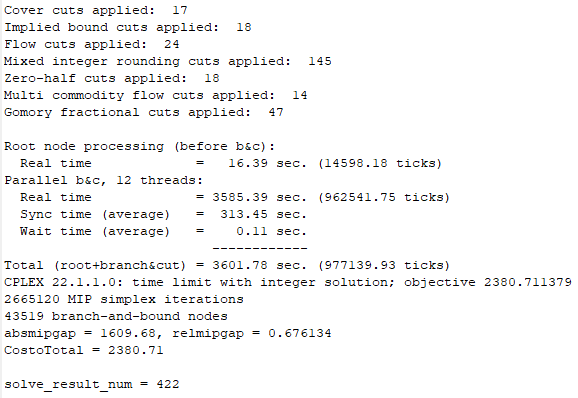 Cover cuts applied:  17
Implied bound cuts applied:  18
Flow cuts applied:  24
Mixed integer rounding cuts applied:  145
Zero-half cuts applied:  18
Multi commodity flow cuts applied:  14
Gomory fractional cuts applied:  47

Root node processing (before b&c):
  Real time             =   16.39 sec. (14598.18 ticks)
Parallel b&c, 12 threads:
  Real time             = 3585.39 sec. (962541.75 ticks)
  Sync time (average)   =  313.45 sec.
  Wait time (average)   =    0.11 sec.
                          ------------
Total (root+branch&cut) = 3601.78 sec. (977139.93 ticks)
CPLEX 22.1.1.0: time limit with integer solution; objective 2380.711379
2665120 MIP simplex iterations
43519 branch-and-bound nodes
absmipgap = 1609.68, relmipgap = 0.676134
CostoTotal = 2380.71

solve_result_num = 422